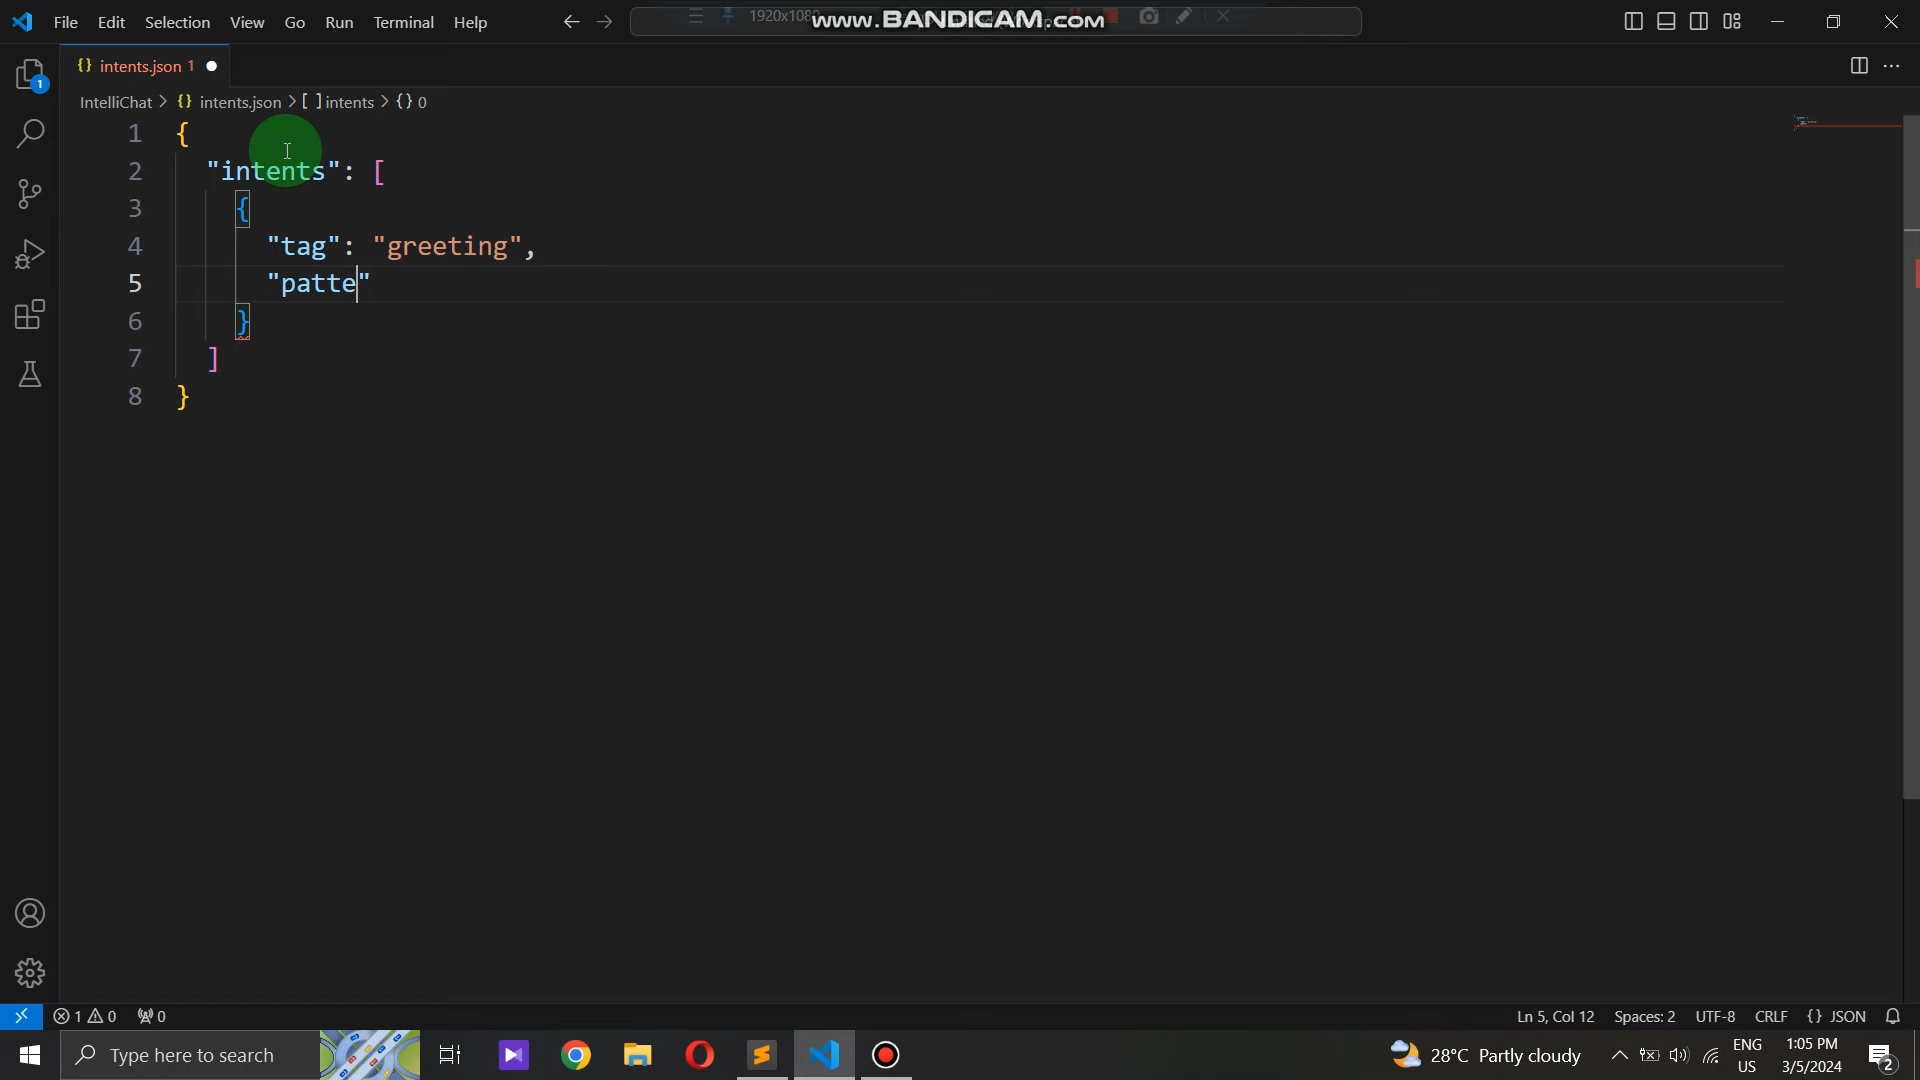 File Edit Selection View Go Run Terminal Help
1920x1080
www.BANDICAM.com
intents.json 1
IntelliChat > {} intents.json > [ ] intents > {} 0
1 {
2 "intents": [
3 {
4 "tag": "greeting",
5 "patte"
6 }
7 ]
8 }
1
1 0 0
Ln 5, Col 12 Spaces: 2 UTF-8 CRLF {} JSON
Type here to search
28°C Partly cloudy
ENG US
1:05 PM
3/5/2024
2